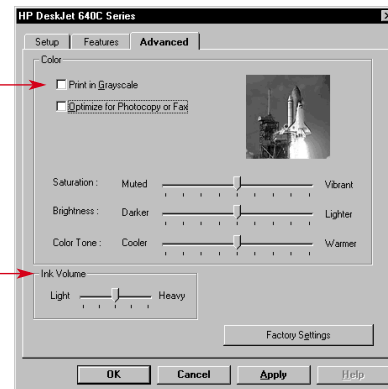 HP DeskJet 640C Series
Setup Features Advanced
Color
Print in Grayscale
Optimize for Photocopy or Fax
Saturation : Muted Vibrant
Brightness : Darker Lighter
Color Tone : Cooler Warmer
Ink Volume
Light Heavy
Factory Settings
OK Cancel Apply Help